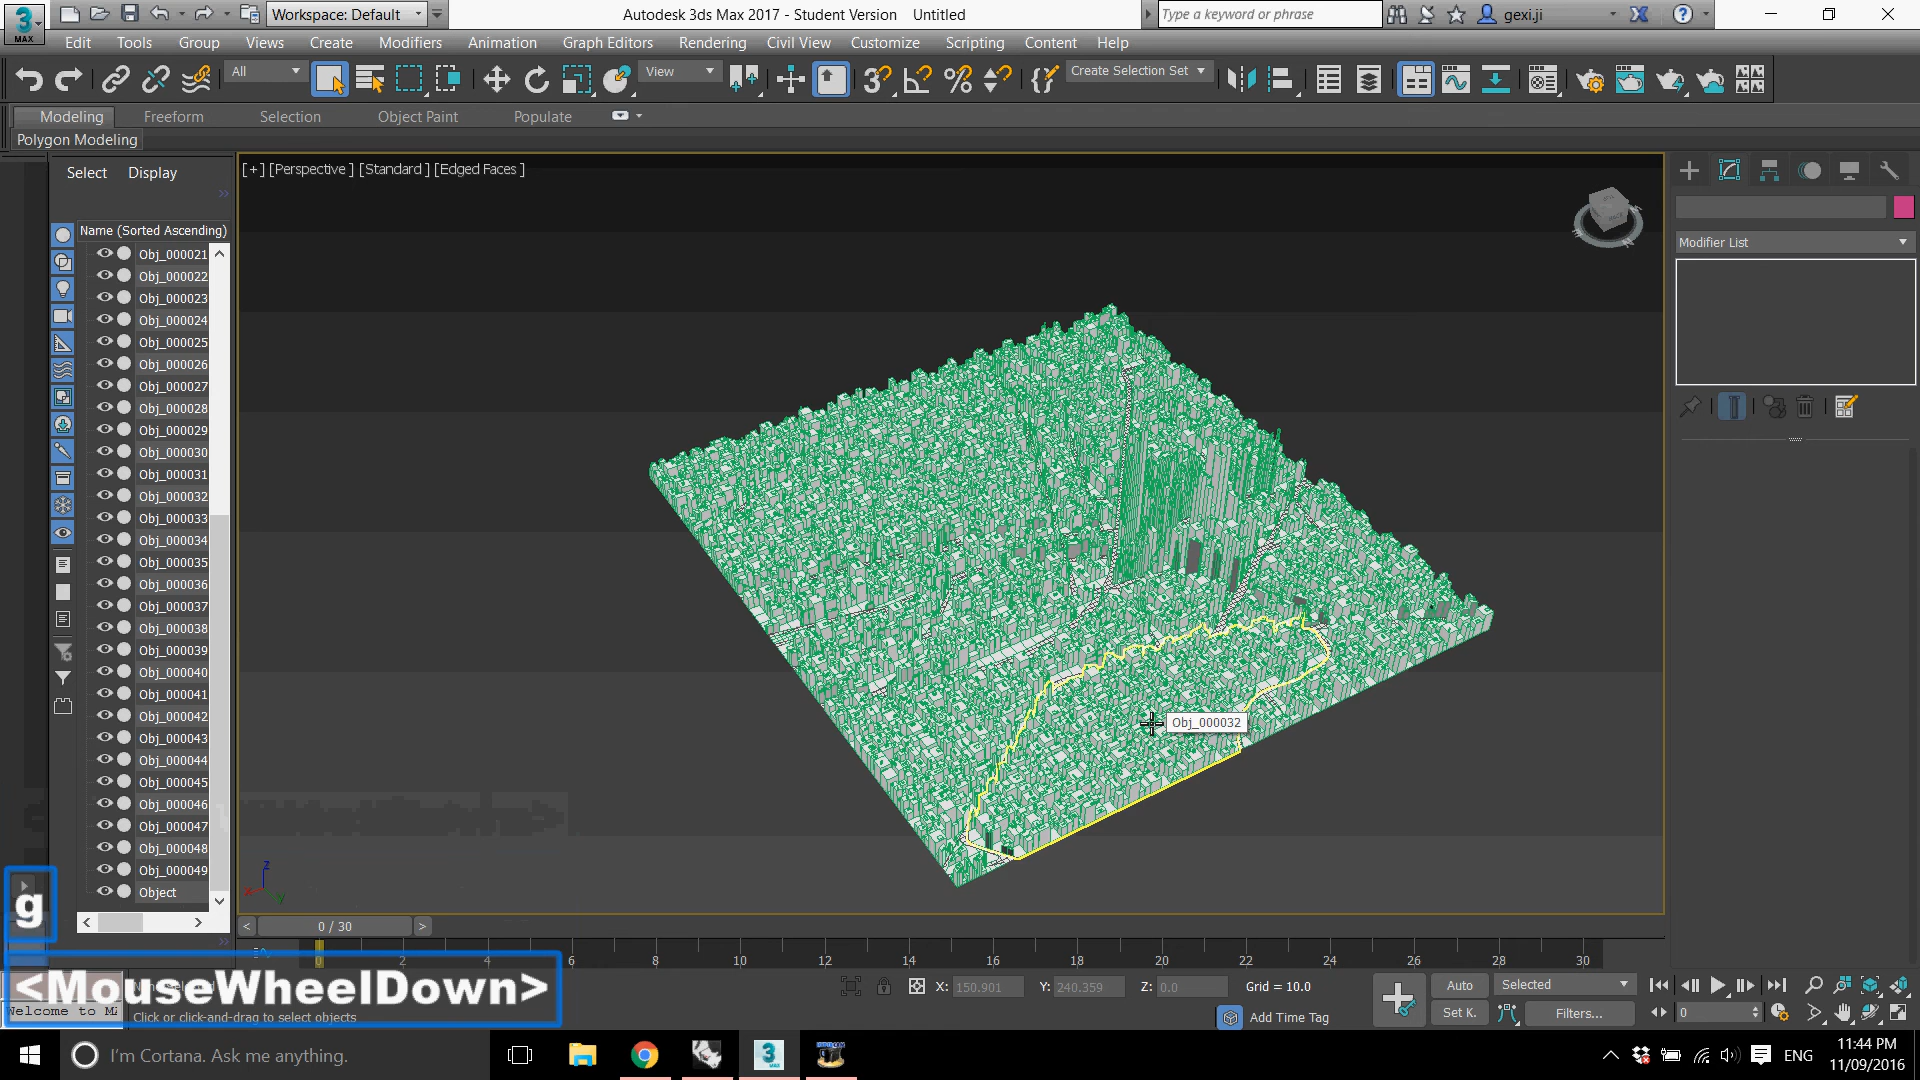 MAX
Workspace: Default
Autodesk 3ds Max 2017 - Student Version Untitled
Type a keyword or phrase
gexi.ji
Edit Tools Group Views Create Modifiers Animation Graph Editors Rendering Civil View Customize Scripting Content Help
All
View
Create Selection Set
Modeling Freeform Selection Object Paint Populate
Polygon Modeling
Select Display
Name (Sorted Ascending)
Obj_000021
Obj_000022
Obj_000023
Obj_000024
Obj_000025
Obj_000026
Obj_000027
Obj_000028
Obj_000029
Obj_000030
Obj_000031
Obj_000032
Obj_000033
Obj_000034
Obj_000035
Obj_000036
Obj_000037
Obj_000038
Obj_000039
Obj_000040
Obj_000041
Obj_000042
Obj_000043
Obj_000044
Obj_000045
Obj_000046
Obj_000047
Obj_000048
Obj_000049
Object
[+] [Perspective ] [Standard ] [Edged Faces ]
Obj_000032
z
x
y
Modifier List
g
<MouseWheelDown>
0 / 30
0 2 4 6 8 10 12 14 16 18 20 22 24 26 28 30
Welcome to
Click or click-and-drag to select objects
X: 150.901 Y: 240.359 Z: 0.0 Grid = 10.0
Add Time Tag
Auto Selected
Set K. Filters...
0
I'm Cortana. Ask me anything.
ENG
11:44 PM
11/09/2016